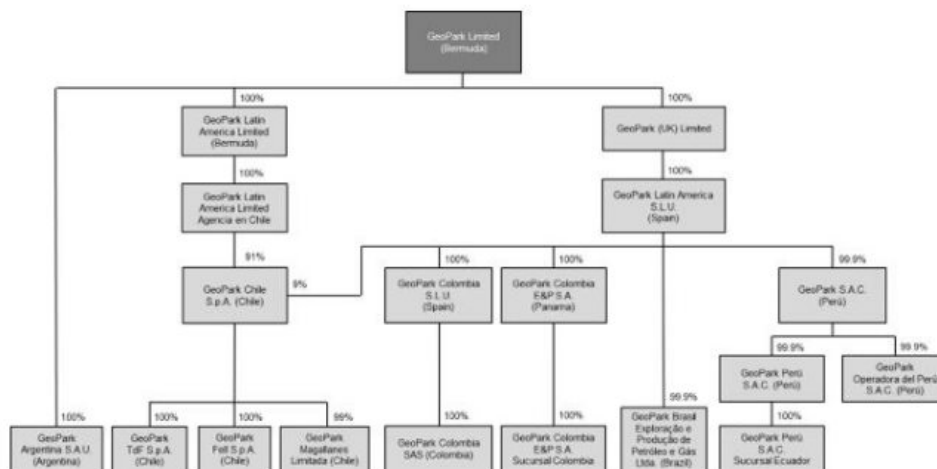 GeoPark Limited
(Bermuda)
100%
100%
GeoPark Latin
America Limited
(Bermuda)
GeoPark (UK) Limited
100%
100%
GeoPark Latin
America Limited
Agencia en Chile
GeoPark Latin America
S.L.U.
(Spain)
91%
9%
100%
100%
99.9%
GeoPark Chile
S.p.A. (Chile)
GeoPark Colombia
S.L.U.
(Spain)
GeoPark Colombia
E&P S.A.
(Panama)
GeoPark S.A.C.
(Perú)
99.9%
99.9%
GeoPark Perú
S.A.C. (Perú)
GeoPark
Operadora del Perú
S.A.C. (Perú)
100%
100%
100%
99%
100%
100%
99.9%
100%
GeoPark
Argentina S.A.U.
(Argentina)
GeoPark
TdF S.p.A.
(Chile)
GeoPark
Fell S.p.A.
(Chile)
GeoPark
Magallanes
Limitada (Chile)
GeoPark Colombia
SAS (Colombia)
GeoPark Colombia
E&P S.A.
Sucursal Colombia
GeoPark Brasil
Exploração e
Produção de
Petróleo e Gás
Ltda. (Brazil)
GeoPark Perú
S.A.C.
Sucursal Ecuador